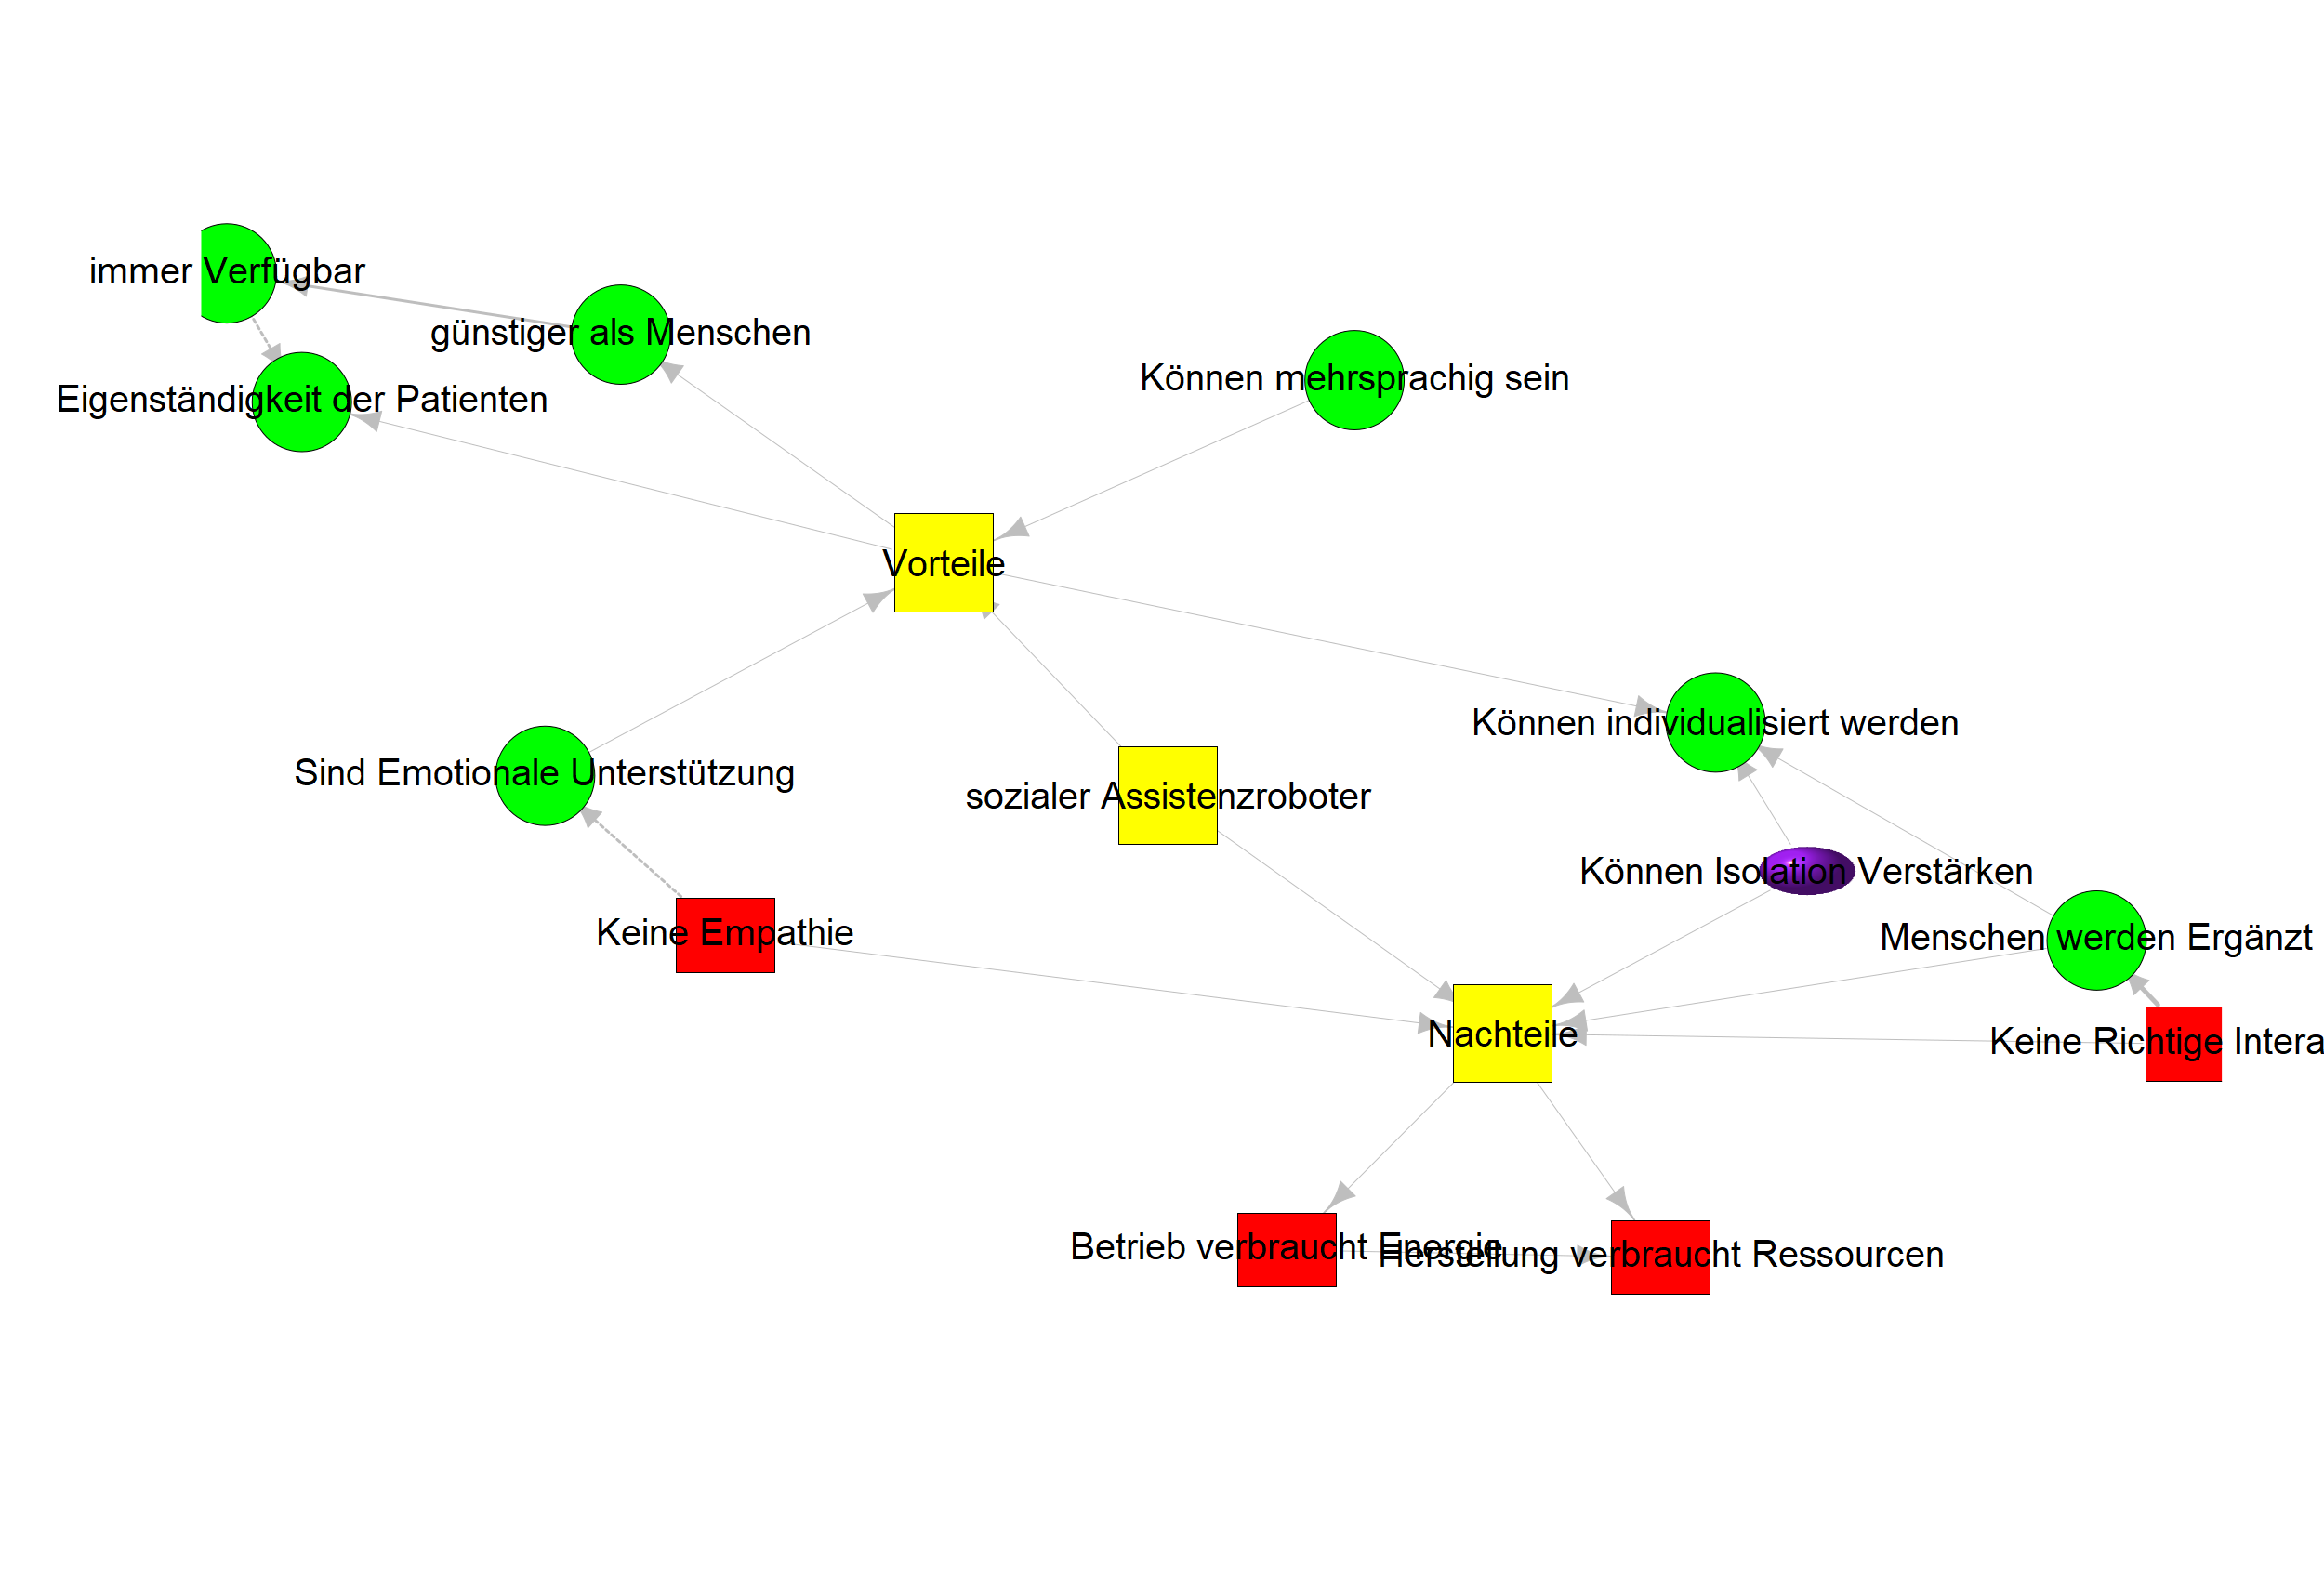 immer Verfügbar
günstiger als Menschen
Können mehrsprachig sein
Eigenständigkeit der Patienten
Vorteile
Können individualisiert werden
Sind Emotionale Unterstützung
sozialer Assistenzroboter
Können Isolation Verstärken
Keine Empathie
Menschen werden Ergänzt
Nachteile
Keine Richtige Intera
Betrieb verbraucht Energie
Herstellung verbraucht Ressourcen